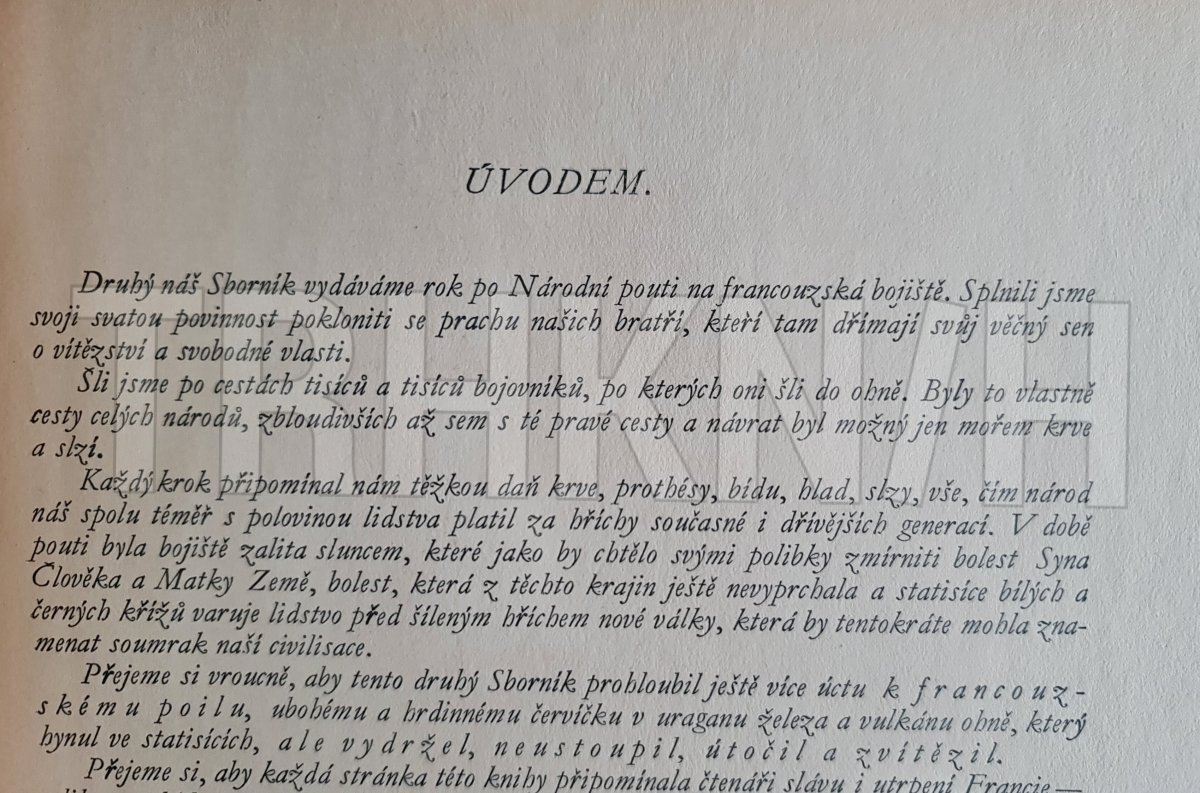 ÚVODEM.
Druhý náš Sborník vydáváme rok po Národní pouti na francouzská bojiště. Splnili jsme
svoji svatou povinnost pokloniti se prachu našich bratří, kteří tam dřímají svůj věčný sen
o vítězství a svobodné vlasti.
Šli jsme po cestách tisíců a tisíců bojovníků, po kterých oni šli do ohně. Byly to vlastně
cesty celých národů, zbloudivších až sem s té pravé cesty a návrat byl možný jen mořem krve
a slzí.
Každý krok připomínal nám těžkou daň krve, prothésy, bídu, hlad, slzy, vše, čím národ
náš spolu téměř s polovinou lidstva platil za hříchy současné i dřívějších generací. V době
pouti byla bojiště zalita sluncem, které jako by chtělo svými polibky zmírniti bolest Syna
Člověka a Matky Země, bolest, která z těchto krajin ještě nevyprchala a statisíce bílých a
černých křížů varuje lidstvo před šíleným hříchem nové války, která by tentokráte mohla zna-
menat soumrak naší civilisace.
Přejeme si vroucně, aby tento druhý Sborník prohloubil ještě více úctu k francouz-
skému poilu, ubohému a hrdinnému červíčku v uraganu železa a vulkánu ohně, který
hynul ve statisících, ale vydržel, neustoupil, útočil a zvítězil.
Přejeme si, aby každá stránka této knihy připomínala čtenáři slávu i utrpení Francie —